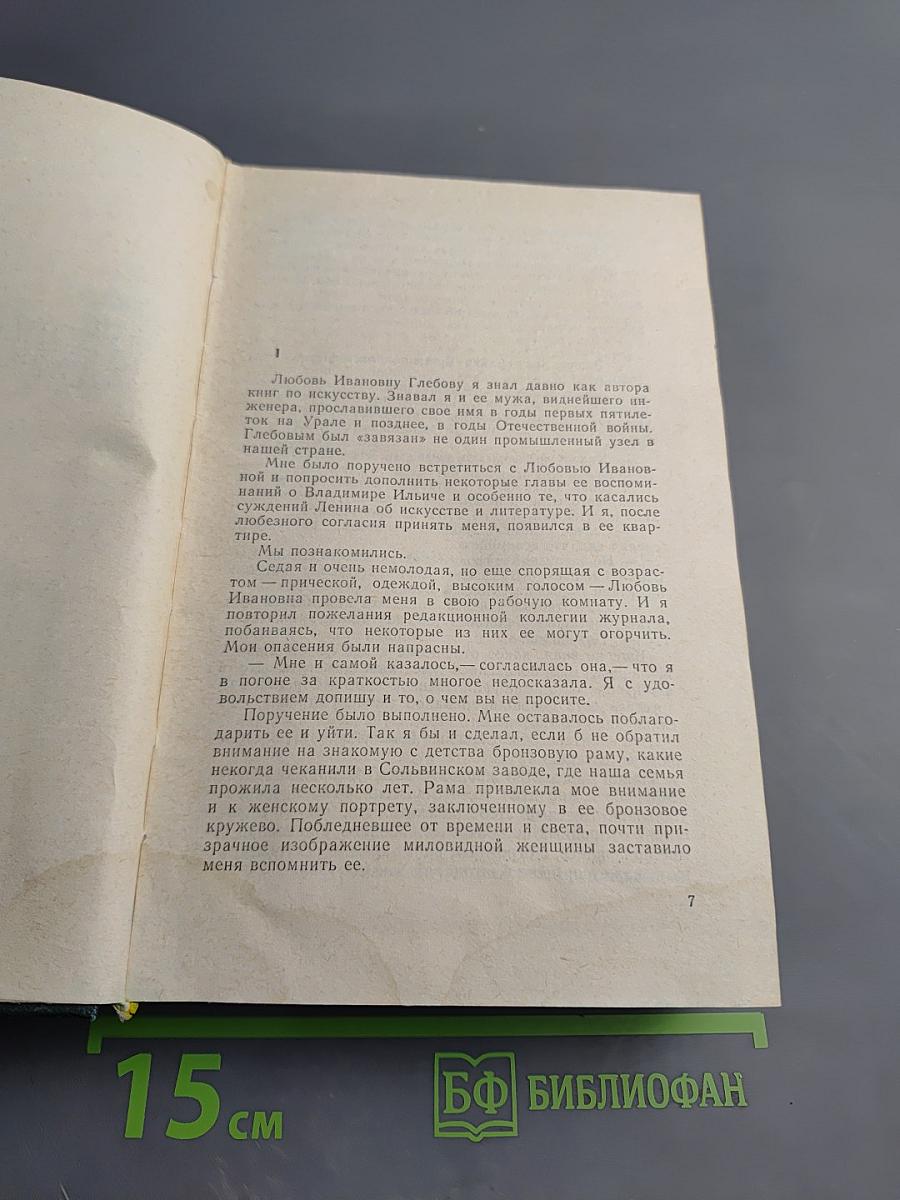 1
Любовь Ивановну Глебову я знал давно как автора
книг по искусству. Знавал я и ее мужа, виднейшего ин-
женера, прославившего свое имя в годы первых пятиле-
ток на Урале и позднее, в годы Отечественной войны.
Глебовым был «завязан» не один промышленный узел в
нашей стране.
Мне было поручено встретиться с Любовью Иванов-
ной и попросить дополнить некоторые главы ее воспоми-
наний о Владимире Ильиче и особенно те, что касались
суждений Ленина об искусстве и литературе. И я, после
любезного согласия принять меня, появился в ее квар-
тире.
Мы познакомились.
Седая и очень немолодая, но еще спорящая с возрас-
том — прической, одеждой, высоким голосом — Любовь
Ивановна провела меня в свою рабочую комнату. И я
повторил пожелания редакционной коллегии журнала,
побаиваясь, что некоторые из них ее могут огорчить.
Мои опасения были напрасны.
— Мне и самой казалось,— согласилась она,— что я
в погоне за краткостью многое недосказала. Я с удо-
вольствием допишу и то, о чем вы не просите.
Поручение было выполнено. Мне оставалось поблаго-
дарить ее и уйти. Так я бы и сделал, если б не обратил
внимание на знакомую с детства бронзовую раму, какие
некогда чеканили в Сольвинском заводе, где наша семья
прожила несколько лет. Рама привлекла мое внимание
и к женскому портрету, заключенному в ее бронзовое
кружево. Побледневшее от времени и света, почти при-
зрачное изображение миловидной женщины заставило
меня вспомнить ее.
7
15 см
БФ БИБЛИОФАН